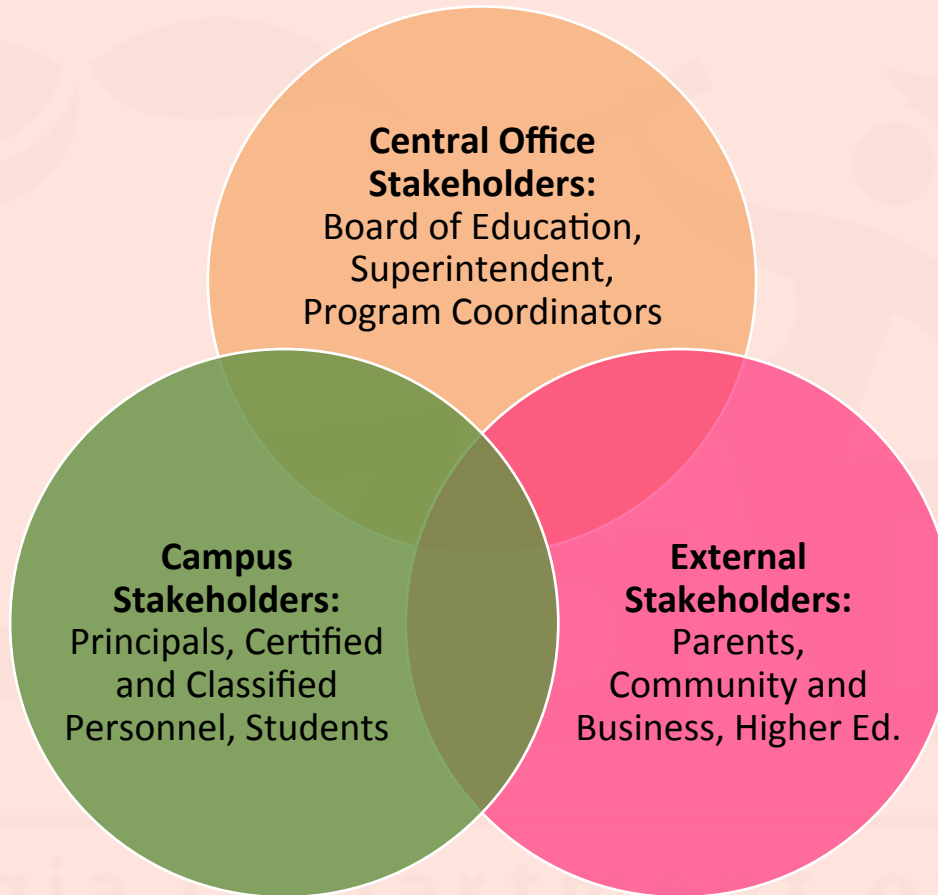 Central Office
Stakeholders:
Board of Education,
Superintendent,
Program Coordinators
Campus
Stakeholders:
Principals, Certified
and Classified
Personnel, Students
External
Stakeholders:
Parents,
Community and
Business, Higher Ed.